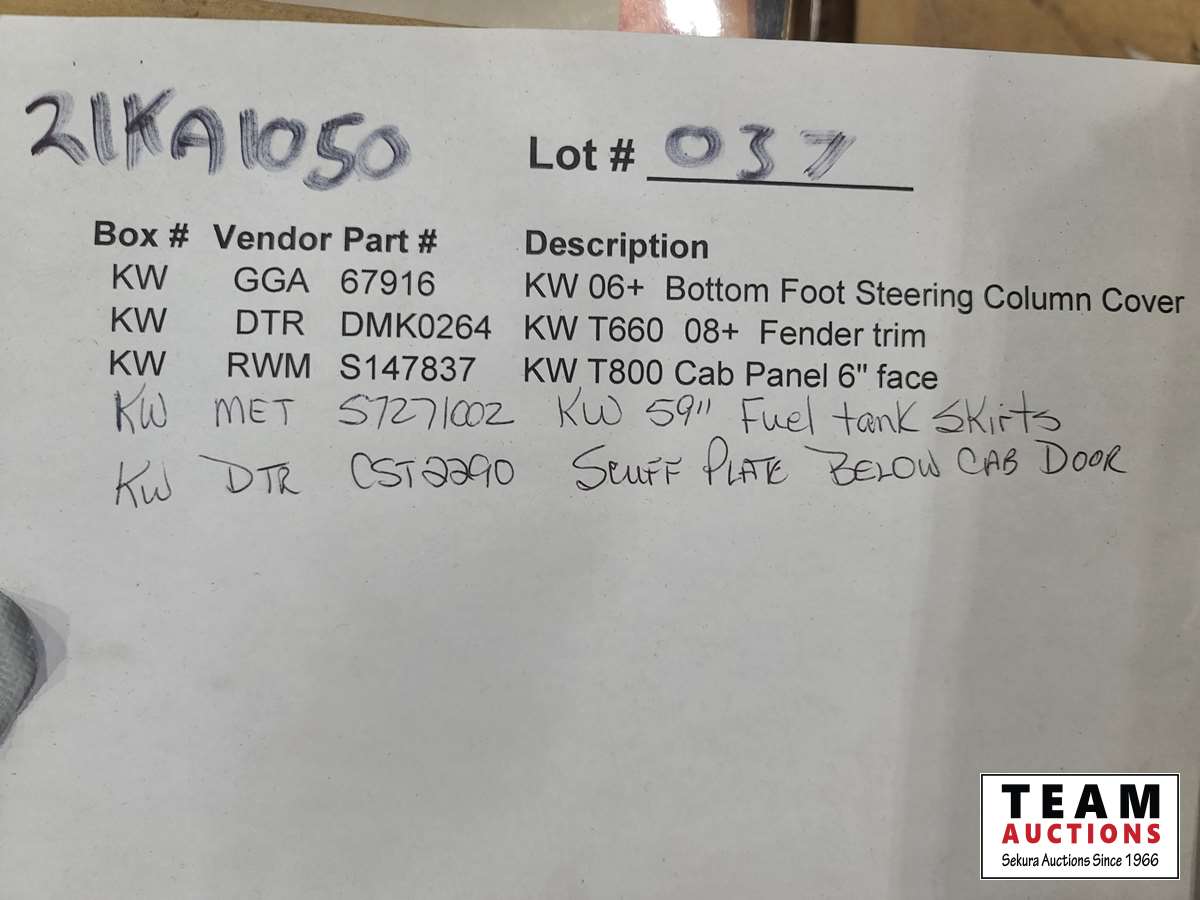 21KA1050 Lot # 037
Box # Vendor Part # Description
KW GGA 67916 KW 06+ Bottom Foot Steering Column Cover
KW DTR DMK0264 KW T660 08+ Fender trim
KW RWM S147837 KW T800 Cab Panel 6" face
KW MET S7271002 KW 59" Fuel tank Skirts
KW DTR CST2290 SCUFF PLATE BELOW CAB DOOR
TEAM
AUCTIONS
Sekura Auctions Since 1966